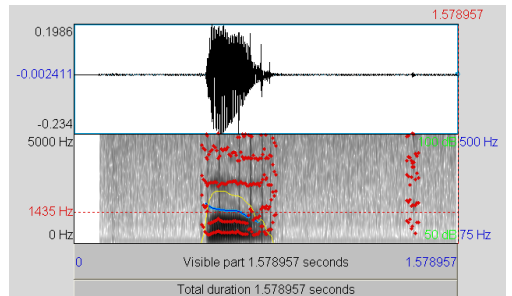 1.578957
0.1986
-0.002411
-0.234
5000 Hz
500 Hz
1435 Hz
0 Hz
50 dB
75 Hz
0
Visible part 1.578957 seconds
1.578957
Total duration 1.578957 seconds